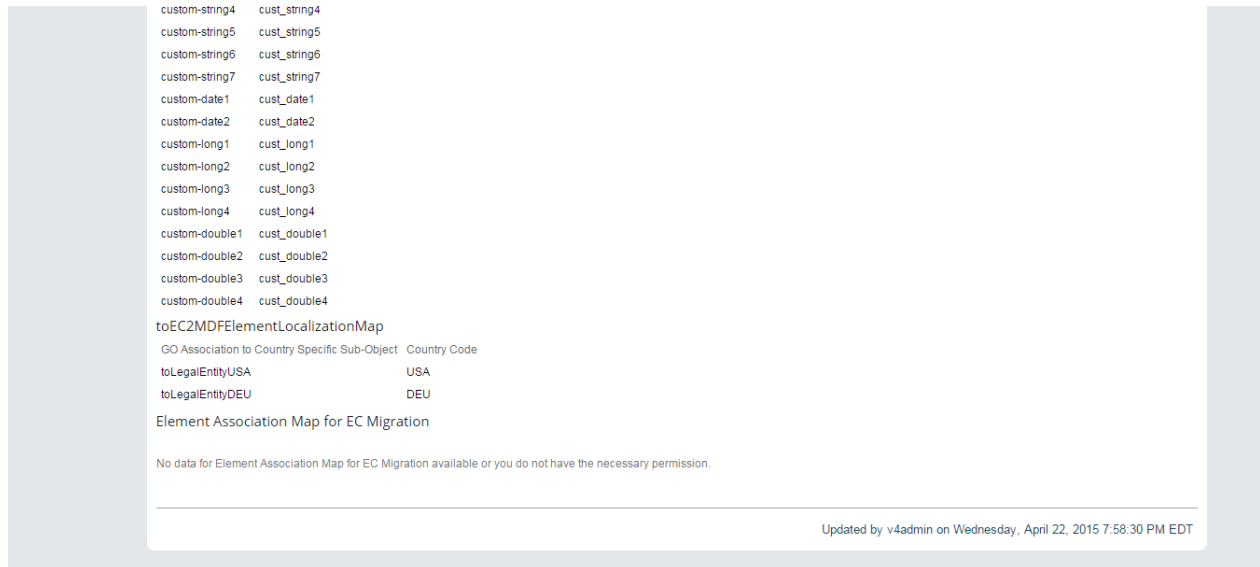 custom-string4 cust_string4
custom-string5 cust_string5
custom-string6 cust_string6
custom-string7 cust_string7
custom-date1 cust_date1
custom-date2 cust_date2
custom-long1 cust_long1
custom-long2 cust_long2
custom-long3 cust_long3
custom-long4 cust_long4
custom-double1 cust_double1
custom-double2 cust_double2
custom-double3 cust_double3
custom-double4 cust_double4
toEC2MDFElementLocalizationMap
GO Association to Country Specific Sub-Object Country Code
toLegalEntityUSA USA
toLegalEntityDEU DEU
Element Association Map for EC Migration
No data for Element Association Map for EC Migration available or you do not have the necessary permission.
Updated by v4admin on Wednesday, April 22, 2015 7:58:30 PM EDT